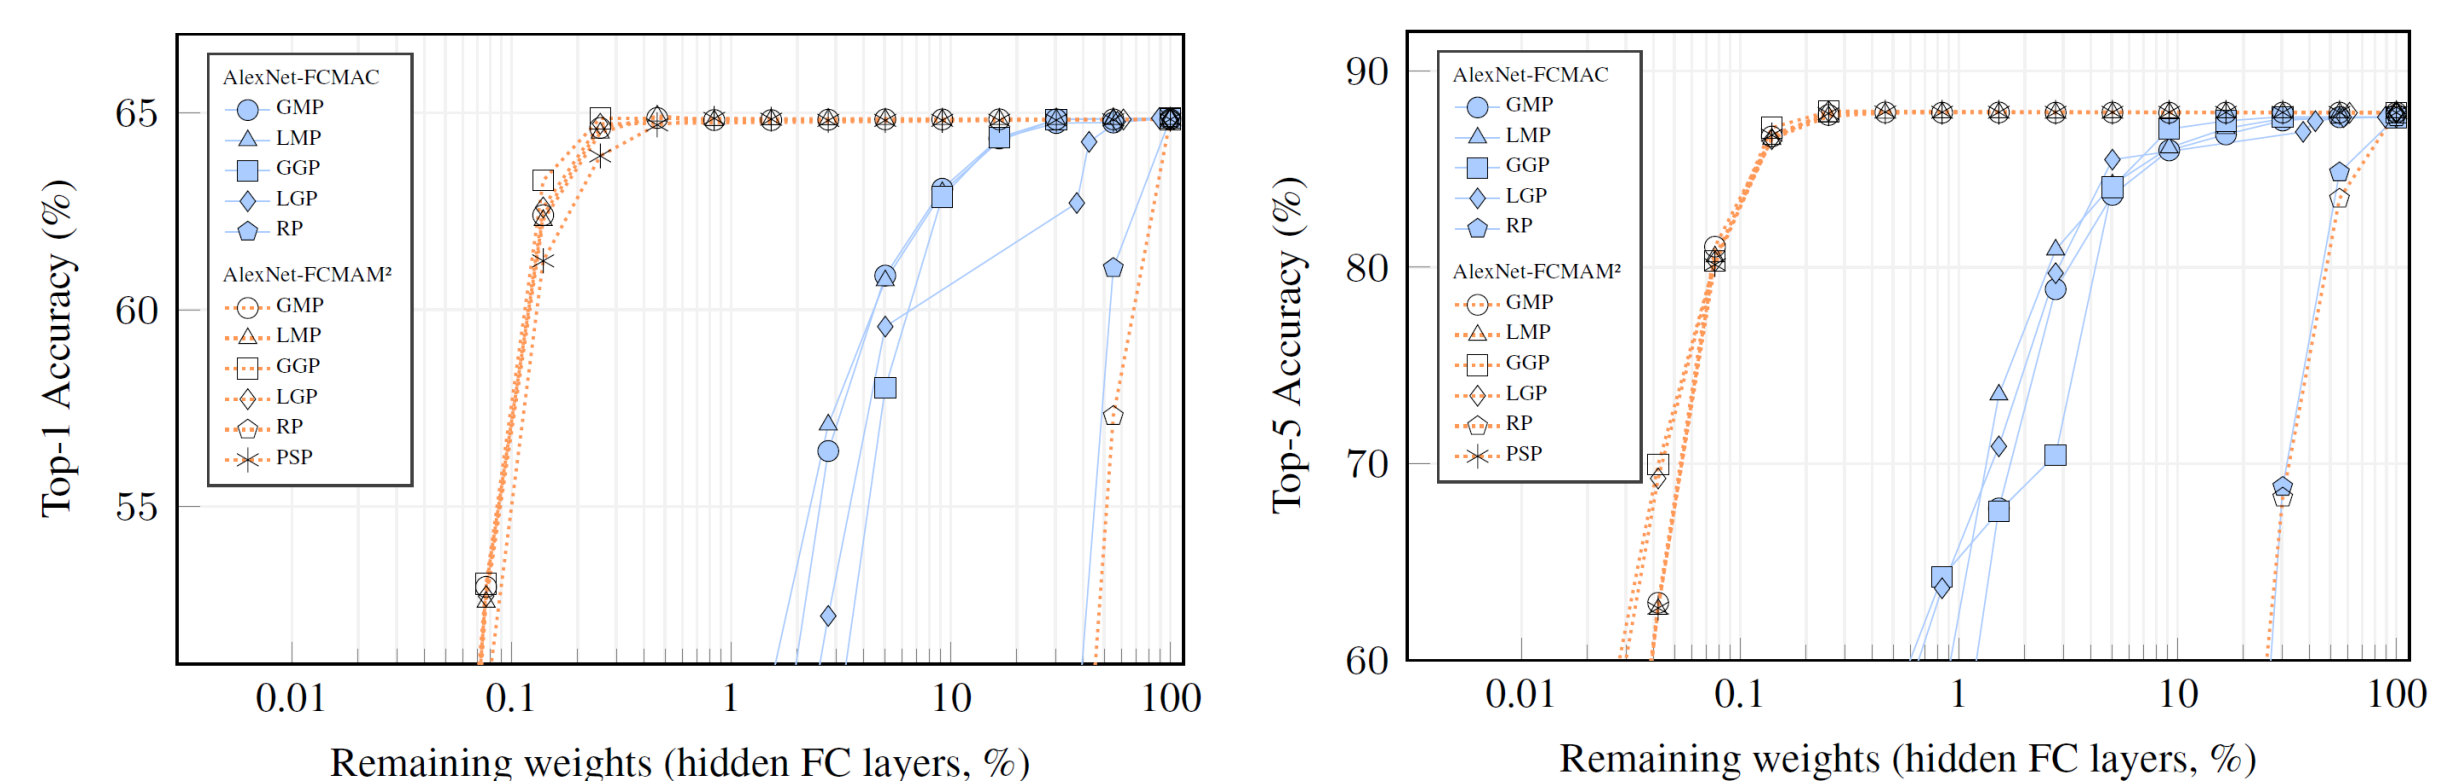 Top-1 Accuracy (%)
65
60
55
AlexNet-FCMAC
GMP
LMP
GGP
LGP
RP
AlexNet-FCMAM²
GMP
LMP
GGP
LGP
RP
PSP
0.01 0.1 1 10 100
Remaining weights (hidden FC layers, %)
Top-5 Accuracy (%)
90
80
70
60
AlexNet-FCMAC
GMP
LMP
GGP
LGP
RP
AlexNet-FCMAM²
GMP
LMP
GGP
LGP
RP
PSP
0.01 0.1 1 10 100
Remaining weights (hidden FC layers, %)